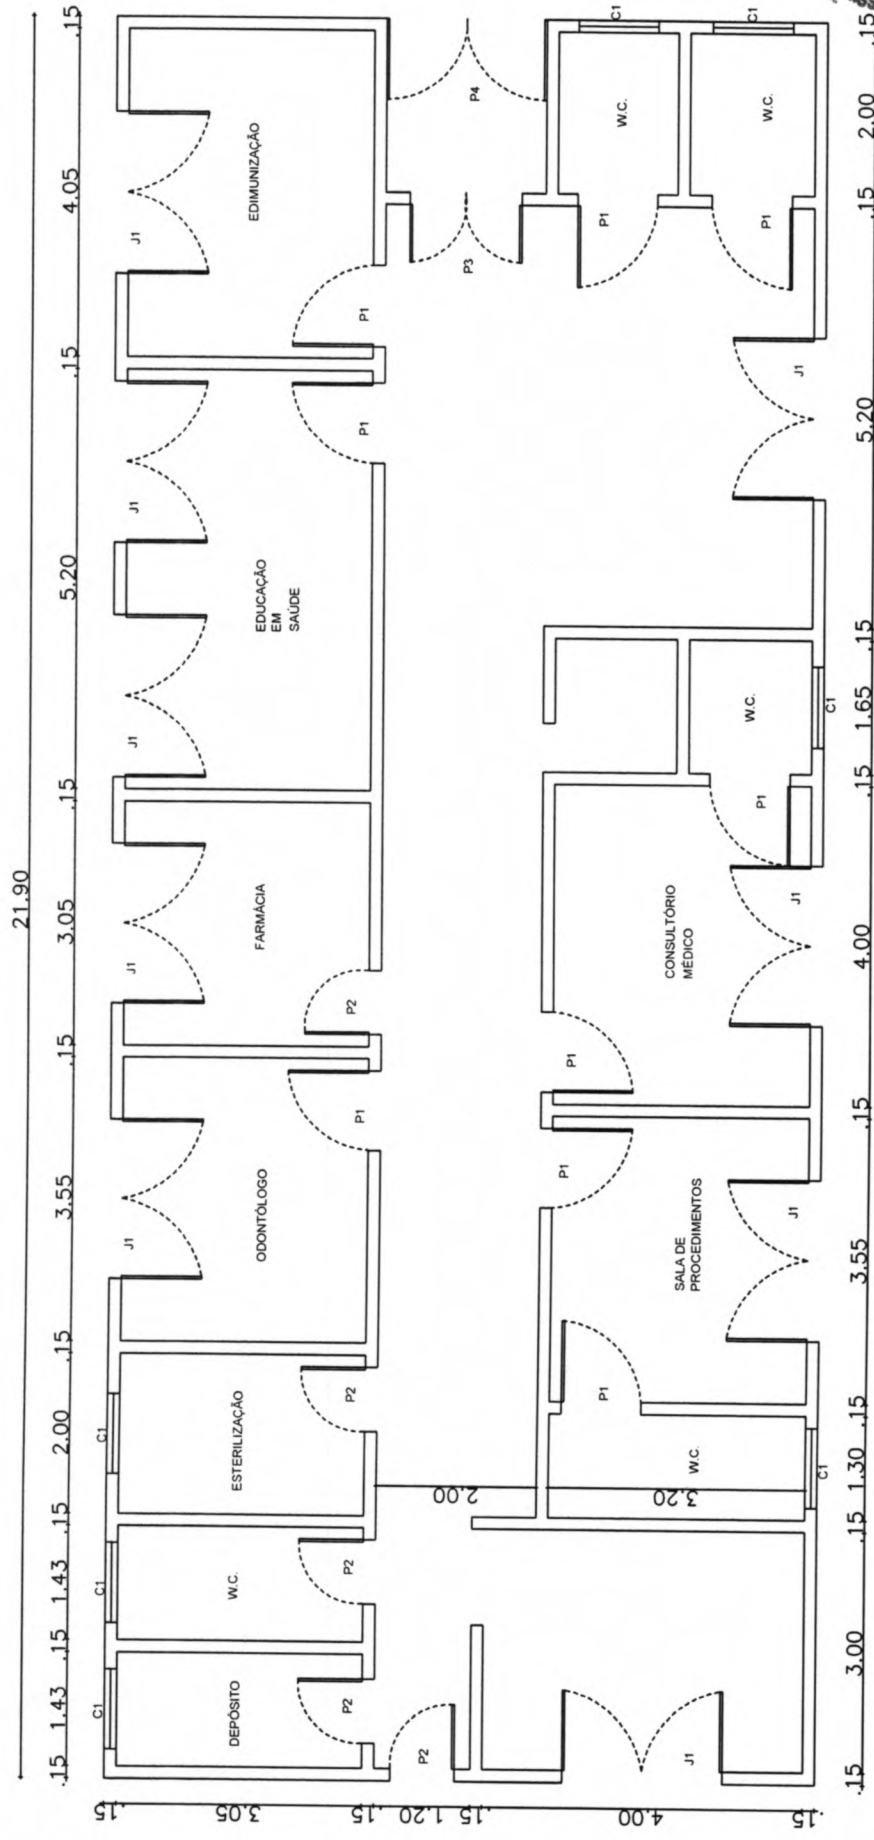 21.90
.15 1.43 .15 1.43 .15 2.00 .15 3.55 .15 3.05 .15 5.20 .15 4.05 .15
C1 C1 C1 J1 J1 J1 J1 J1
DEPÓSITO
W.C.
ESTERILIZAÇÃO
ODONTÓLOGO
FARMÁCIA
EDUCAÇÃO
EM
SAÚDE
EDIMUNIZAÇÃO
P2 P2 P2 P1 P2 P1 P1
P2
P3
P4
.15
3.05
.15
1.20
.15
4.00
.15
2.00
3.20
P1 P1 P1 P1
W.C.
SALA DE
PROCEDIMENTOS
P1
CONSULTÓRIO
MÉDICO
P1
W.C.
W.C.
W.C.
J1 C1 J1 J1 C1 J1 C1 C1
.15 3.00 .15 1.30 .15 3.55 .15 4.00 .15 1.65 .15 5.20 .15 2.00 .15